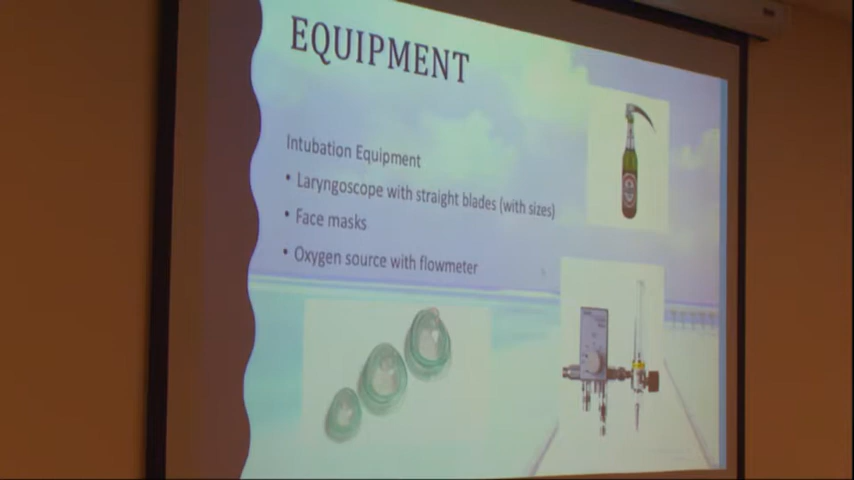 EQUIPMENT
Intubation Equipment
• Laryngoscope with straight blades (with sizes)
• Face masks
• Oxygen source with flowmeter